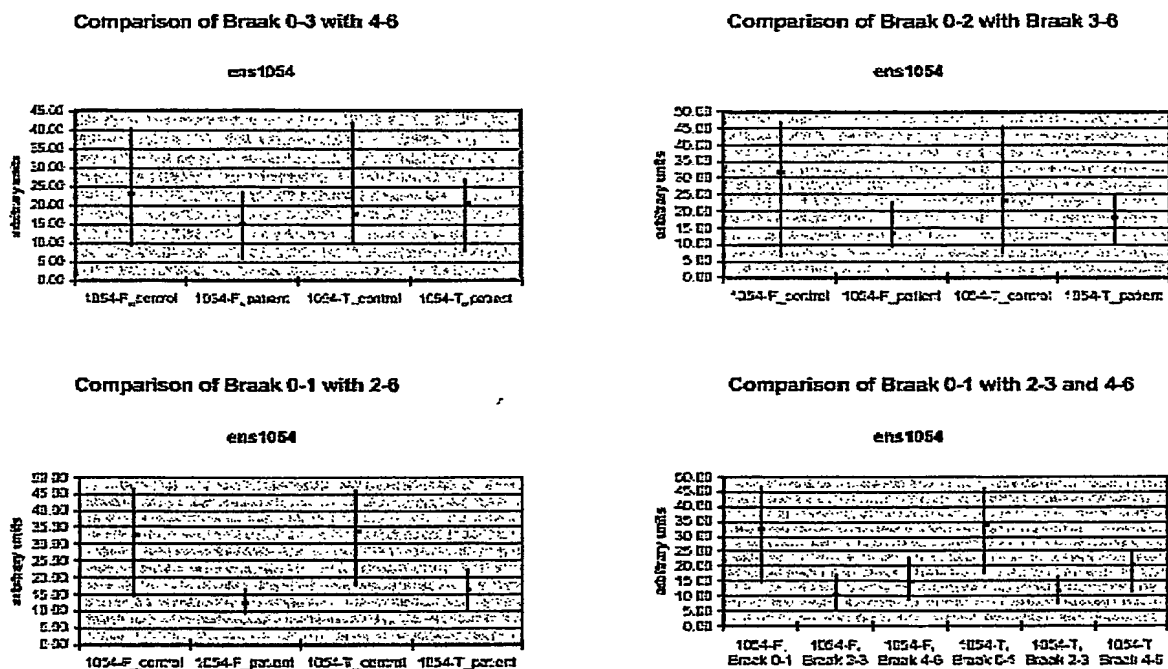 Comparison of Braak 0-3 with 4-6
ens1054
45.00
40.00
35.00
30.00
25.00
20.00
15.00
10.00
5.00
0.00
arbitrary units
1054-F_control 1054-F_patient 1054-T_control 1054-T_patient
Comparison of Braak 0-2 with Braak 3-6
ens1054
50.00
45.00
40.00
35.00
30.00
25.00
20.00
15.00
10.00
5.00
0.00
arbitrary units
1054-F_control 1054-F_patient 1054-T_control 1054-T_patient
Comparison of Braak 0-1 with 2-6
ens1054
50.00
45.00
40.00
35.00
30.00
25.00
20.00
15.00
10.00
5.00
0.00
arbitrary units
1054-F_control 1054-F_patient 1054-T_control 1054-T_patient
Comparison of Braak 0-1 with 2-3 and 4-6
ens1054
50.00
45.00
40.00
35.00
30.00
25.00
20.00
15.00
10.00
5.00
0.00
arbitrary units
1054-F, 1054-F, 1054-F, 1054-T, 1054-T, 1054-T,
Braak 0-1 Braak 2-3 Braak 4-6 Braak 0-1 Braak 2-3 Braak 4-6